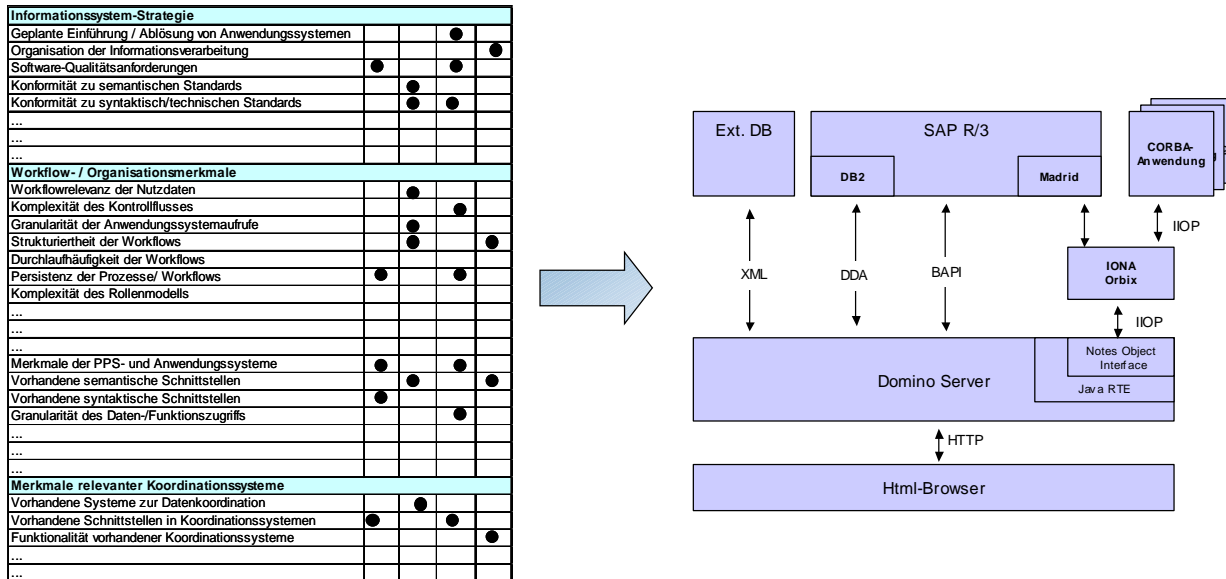 Informationssystem-Strategie
Geplante Einführung / Ablösung von Anwendungssystemen
Organisation der Informationsverarbeitung
Software-Qualitätsanforderungen
Konformität zu semantischen Standards
Konformität zu syntaktisch/technischen Standards
...
...
...
Workflow- / Organisationsmerkmale
Workflowrelevanz der Nutzdaten
Komplexität des Kontrollflusses
Granularität der Anwendungssystemaufrufe
Strukturiertheit der Workflows
Durchlaufhäufigkeit der Workflows
Persistenz der Prozesse/ Workflows
Komplexität des Rollenmodells
...
...
...
Merkmale der PPS- und Anwendungssysteme
Vorhandene semantische Schnittstellen
Vorhandene syntaktische Schnittstellen
Granularität des Daten-/Funktionszugriffs
...
...
...
Merkmale relevanter Koordinationssysteme
Vorhandene Systeme zur Datenkoordination
Vorhandene Schnittstellen in Koordinationssystemen
Funktionalität vorhandener Koordinationssysteme
...
...
Ext. DB
SAP R/3
DB2
Madrid
CORBA-
Anwendung
XML
DDA
BAPI
IIOP
IONA
Orbix
IIOP
Domino Server
Notes Object
Interface
Java RTE
HTTP
Html-Browser